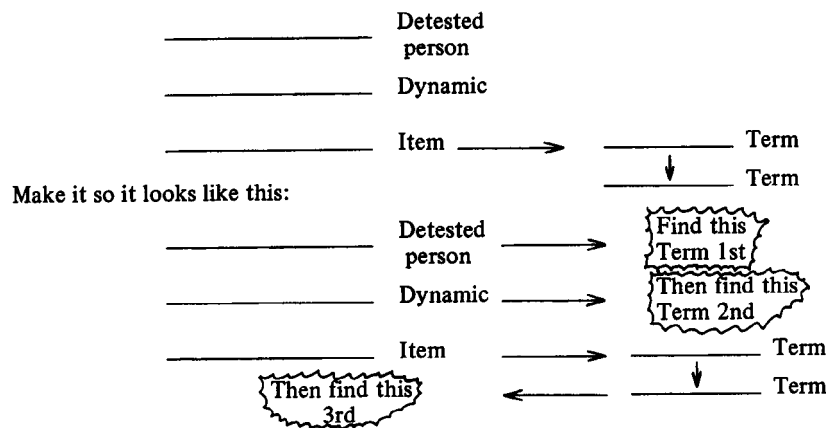 Detested
person
Dynamic
Item
Term
Term
Make it so it looks like this:
Detested
person
Find this
Term 1st
Dynamic
Then find this
Term 2nd
Item
Term
Then find this
3rd
Term